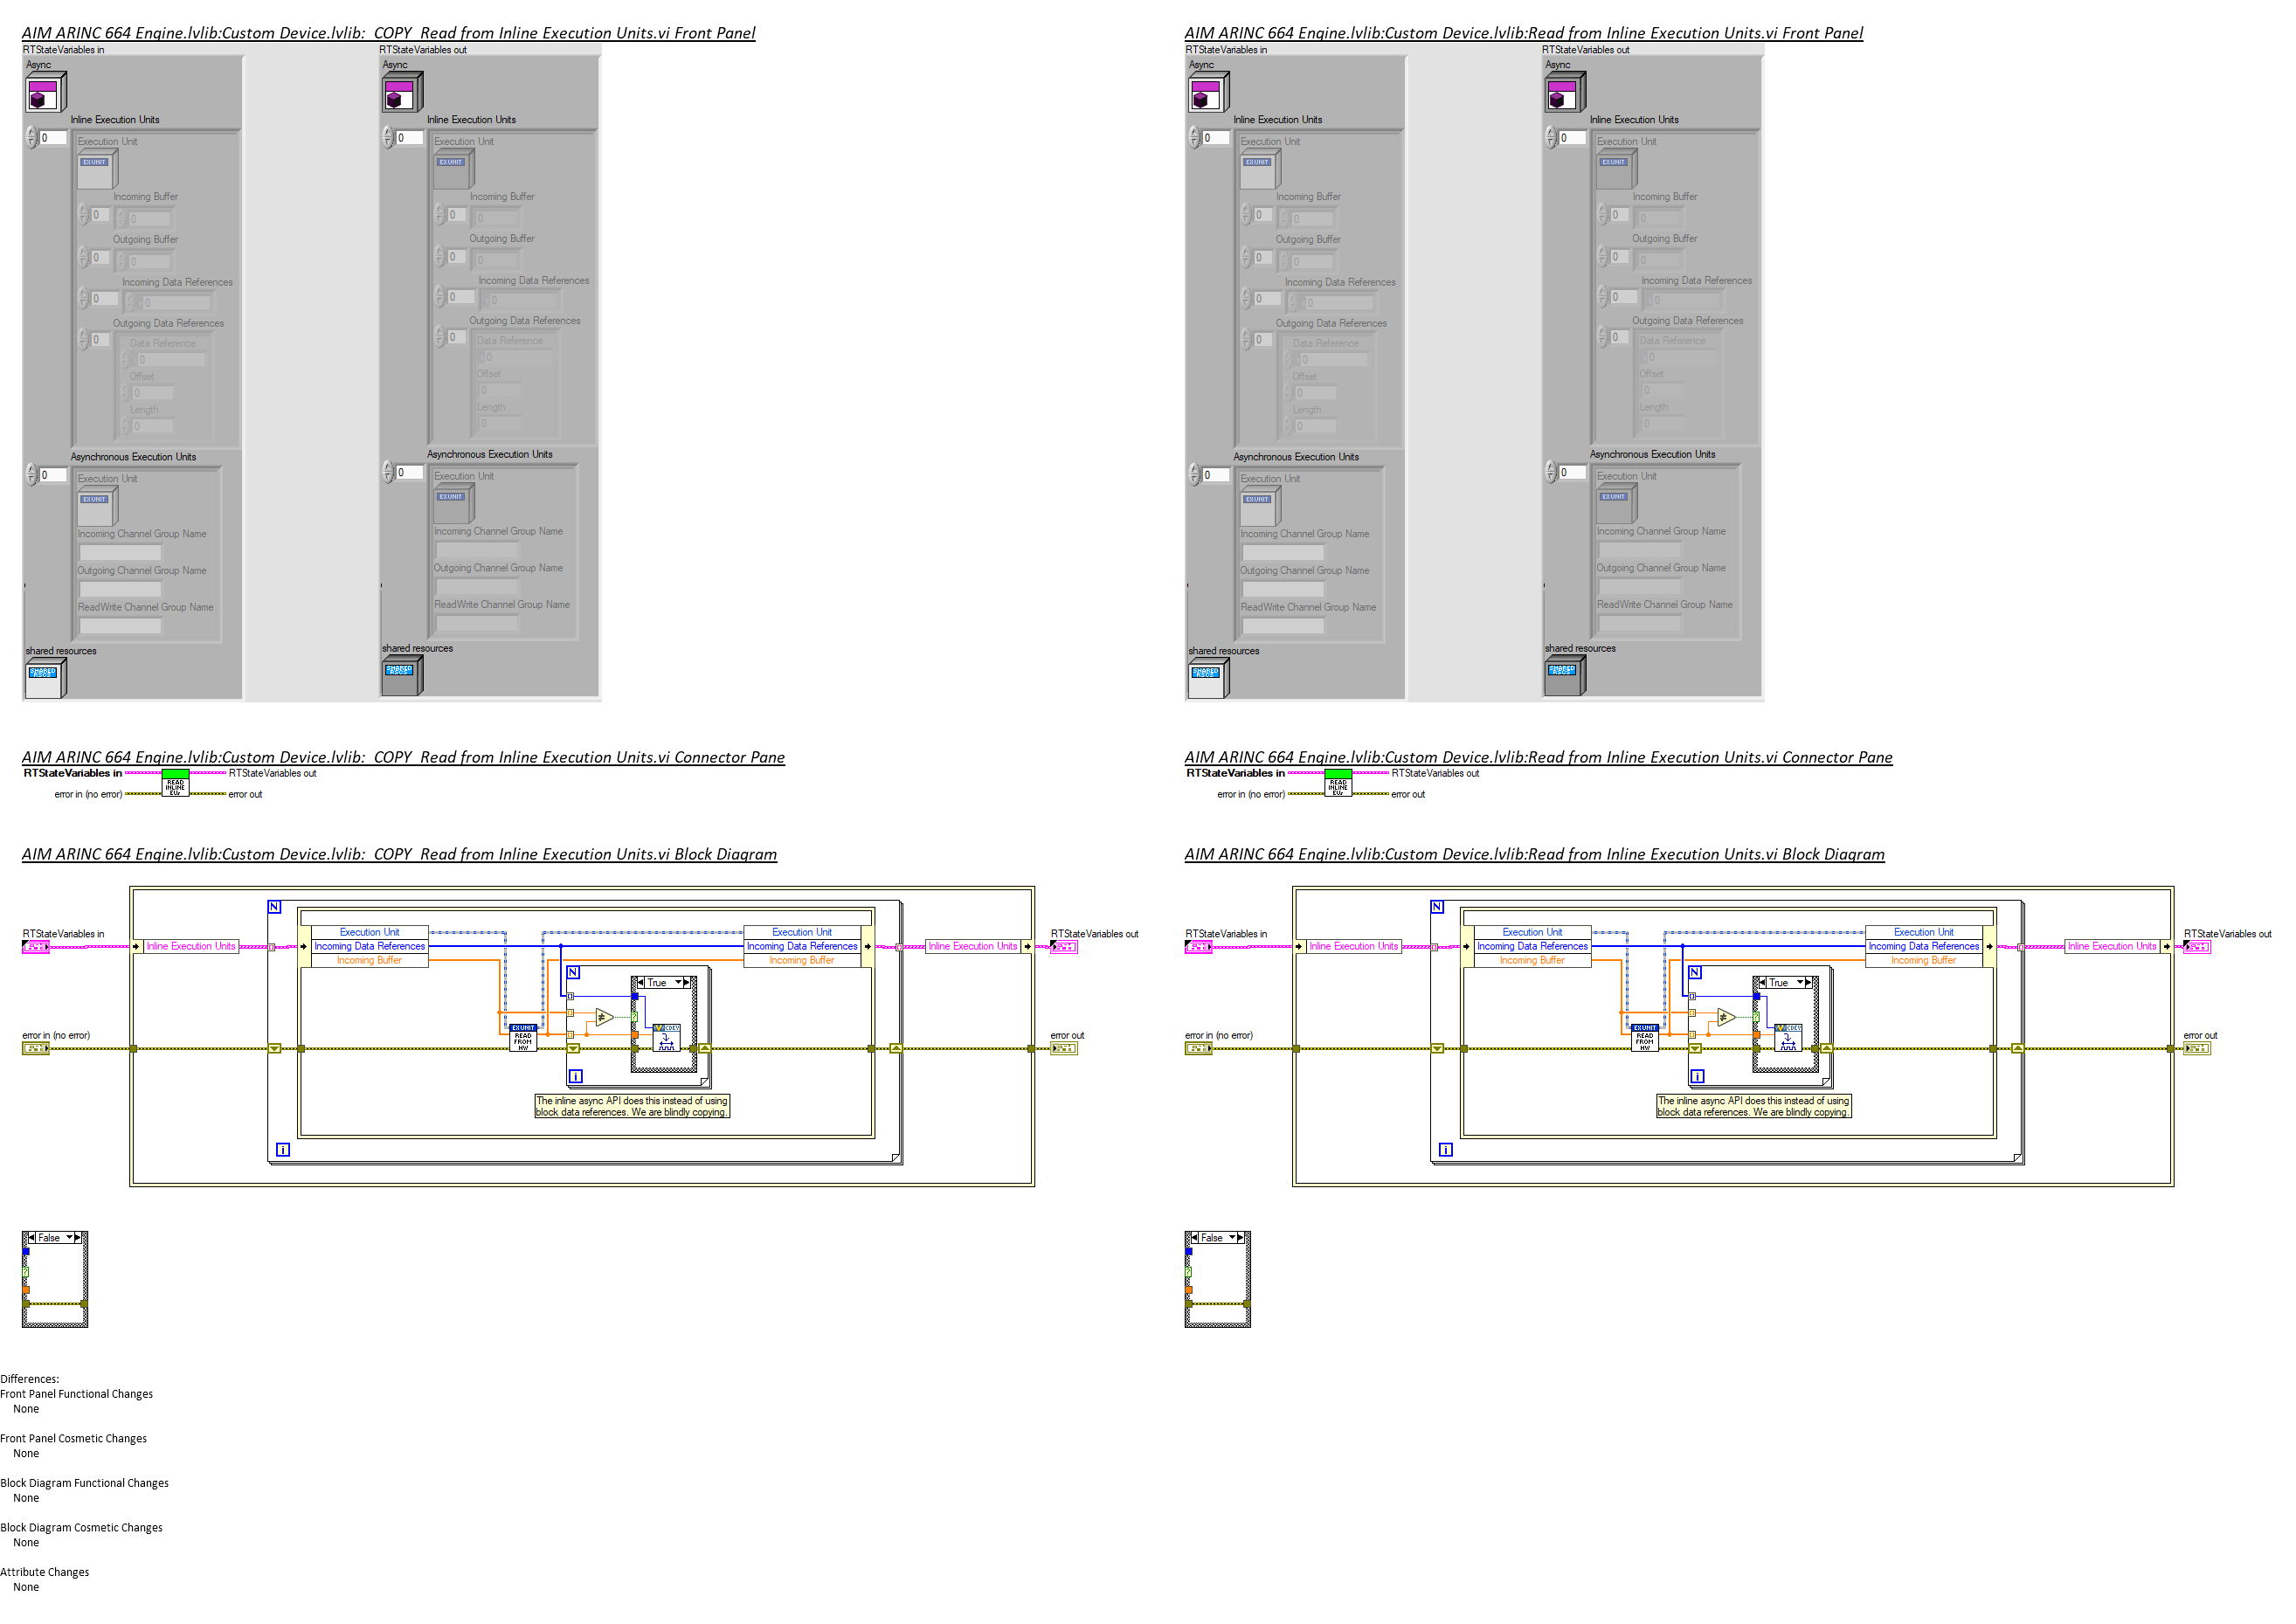 AIM ARINC 664 Engine.lvlib:Custom Device.lvlib:  COPY  Read from Inline Execution Units.vi Front Panel
RTStateVariables in
RTStateVariables out
Async
Async
Inline Execution Units
Inline Execution Units
0
Execution Unit
0
Execution Unit
EX UNIT
EX UNIT
Incoming Buffer
Incoming Buffer
0
0
0
0
Outgoing Buffer
Outgoing Buffer
0
0
0
0
Incoming Data References
Incoming Data References
0
0
0
0
Outgoing Data References
Outgoing Data References
0
Data Reference
0
Data Reference
0
0
Offset
Offset
0
0
Length
Length
0
0
Asynchronous Execution Units
Asynchronous Execution Units
0
Execution Unit
0
Execution Unit
EX UNIT
EX UNIT
Incoming Channel Group Name
Incoming Channel Group Name
Outgoing Channel Group Name
Outgoing Channel Group Name
ReadWrite Channel Group Name
ReadWrite Channel Group Name
shared resources
shared resources
SHARED
RSCS
SHARED
RSCS
AIM ARINC 664 Engine.lvlib:Custom Device.lvlib:Read from Inline Execution Units.vi Front Panel
RTStateVariables in
RTStateVariables out
Async
Async
Inline Execution Units
Inline Execution Units
0
Execution Unit
0
Execution Unit
EX UNIT
EX UNIT
Incoming Buffer
Incoming Buffer
0
0
0
0
Outgoing Buffer
Outgoing Buffer
0
0
0
0
Incoming Data References
Incoming Data References
0
0
0
0
Outgoing Data References
Outgoing Data References
0
Data Reference
0
Data Reference
0
0
Offset
Offset
0
0
Length
Length
0
0
Asynchronous Execution Units
Asynchronous Execution Units
0
Execution Unit
0
Execution Unit
EX UNIT
EX UNIT
Incoming Channel Group Name
Incoming Channel Group Name
Outgoing Channel Group Name
Outgoing Channel Group Name
ReadWrite Channel Group Name
ReadWrite Channel Group Name
shared resources
shared resources
SHARED
RSCS
SHARED
RSCS
AIM ARINC 664 Engine.lvlib:Custom Device.lvlib:  COPY  Read from Inline Execution Units.vi Connector Pane
RTStateVariables in
RTStateVariables out
READ
INLINE
EUs
error in (no error)
error out
AIM ARINC 664 Engine.lvlib:Custom Device.lvlib:Read from Inline Execution Units.vi Connector Pane
RTStateVariables in
RTStateVariables out
READ
INLINE
EUs
error in (no error)
error out
AIM ARINC 664 Engine.lvlib:Custom Device.lvlib:  COPY  Read from Inline Execution Units.vi Block Diagram
N
RTStateVariables in
Execution Unit
Execution Unit
RTStateVariables out
Inline Execution Units
Incoming Data References
Incoming Data References
Inline Execution Units
Incoming Buffer
Incoming Buffer
N
True
error in (no error)
EX UNIT
READ
FROM
HW
CDEV
error out
i
The inline async API does this instead of using
block data references. We are blindly copying.
i
False
AIM ARINC 664 Engine.lvlib:Custom Device.lvlib:Read from Inline Execution Units.vi Block Diagram
N
RTStateVariables in
Execution Unit
Execution Unit
RTStateVariables out
Inline Execution Units
Incoming Data References
Incoming Data References
Inline Execution Units
Incoming Buffer
Incoming Buffer
N
True
error in (no error)
EX UNIT
READ
FROM
HW
CDEV
error out
i
The inline async API does this instead of using
block data references. We are blindly copying.
i
False
Differences:
Front Panel Functional Changes
None
Front Panel Cosmetic Changes
None
Block Diagram Functional Changes
None
Block Diagram Cosmetic Changes
None
Attribute Changes
None